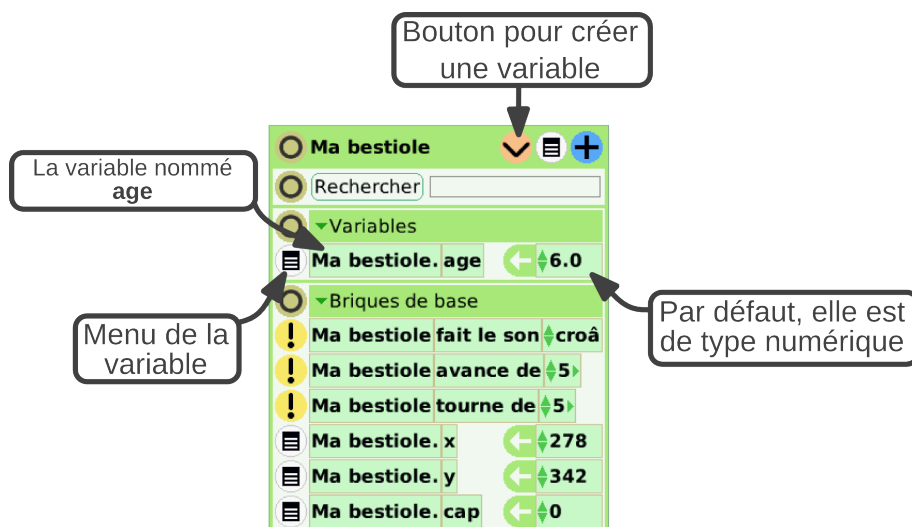 Bouton pour créer
une variable
Ma bestiole
La variable nommé
age
Rechercher
Variables
Ma bestiole. age 6.0
Menu de la
variable
Par défaut, elle est
de type numérique
Briques de base
Ma bestiole fait le son croâ
Ma bestiole avance de 5
Ma bestiole tourne de 5
Ma bestiole. x 278
Ma bestiole. y 342
Ma bestiole. cap 0